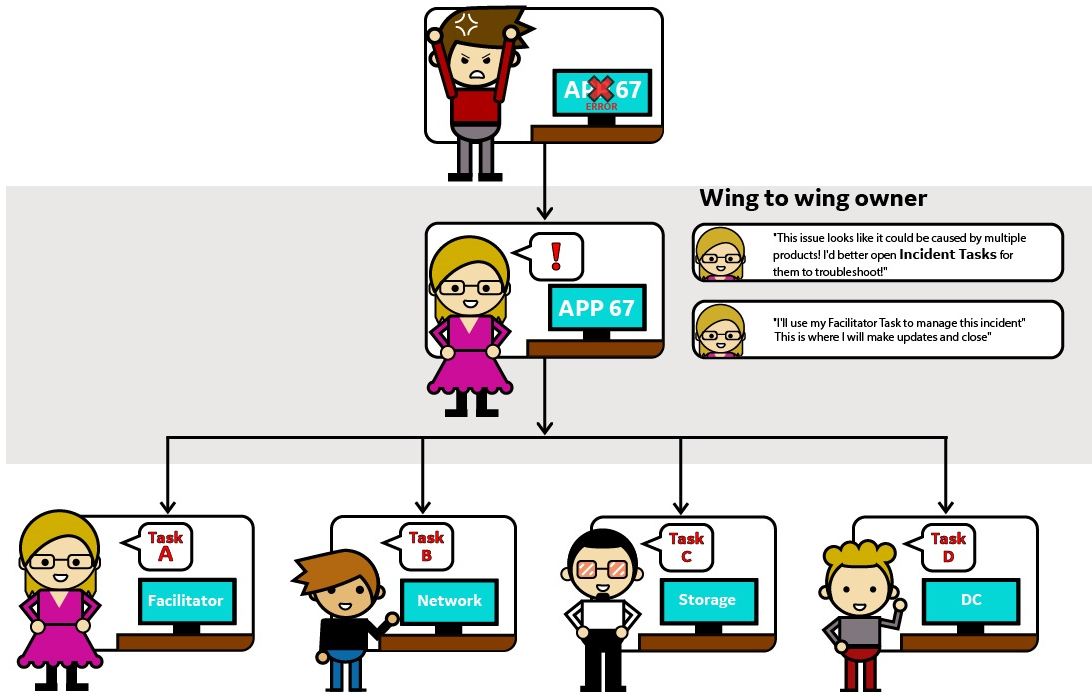 APP 67
ERROR
Wing to wing owner
"This issue looks like it could be caused by multiple
products! I'd better open Incident Tasks for
them to troubleshoot!"
!
APP 67
"I'll use my Facilitator Task to manage this incident"
This is where I will make updates and close"
Task
A
Facilitator
Task
B
Network
Task
C
Storage
Task
D
DC